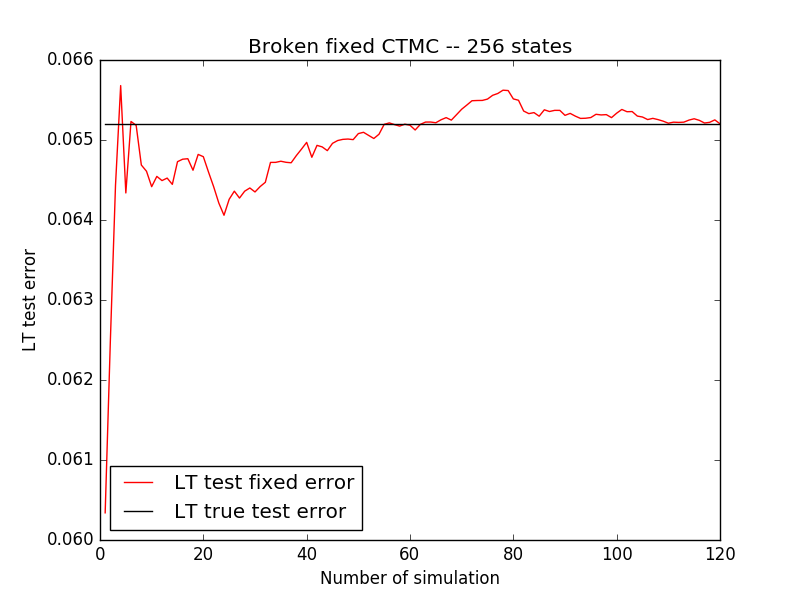 Broken fixed CTMC -- 256 states
0.066
0.065
0.064
0.063
0.062
0.061
0.060
LT test error
LT test fixed error
LT true test error
0 20 40 60 80 100 120
Number of simulation